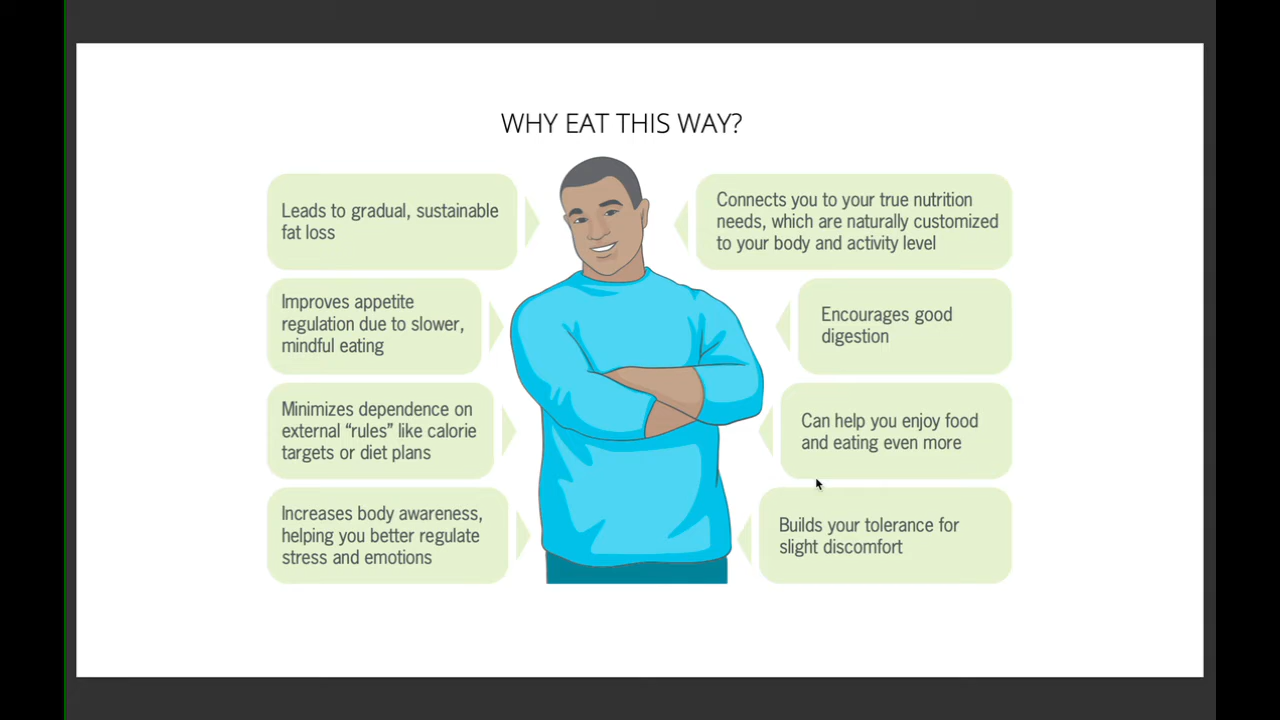 WHY EAT THIS WAY?
Leads to gradual, sustainable
fat loss
Improves appetite
regulation due to slower,
mindful eating
Minimizes dependence on
external “rules” like calorie
targets or diet plans
Increases body awareness,
helping you better regulate
stress and emotions
Connects you to your true nutrition
needs, which are naturally customized
to your body and activity level
Encourages good
digestion
Can help you enjoy food
and eating even more
Builds your tolerance for
slight discomfort